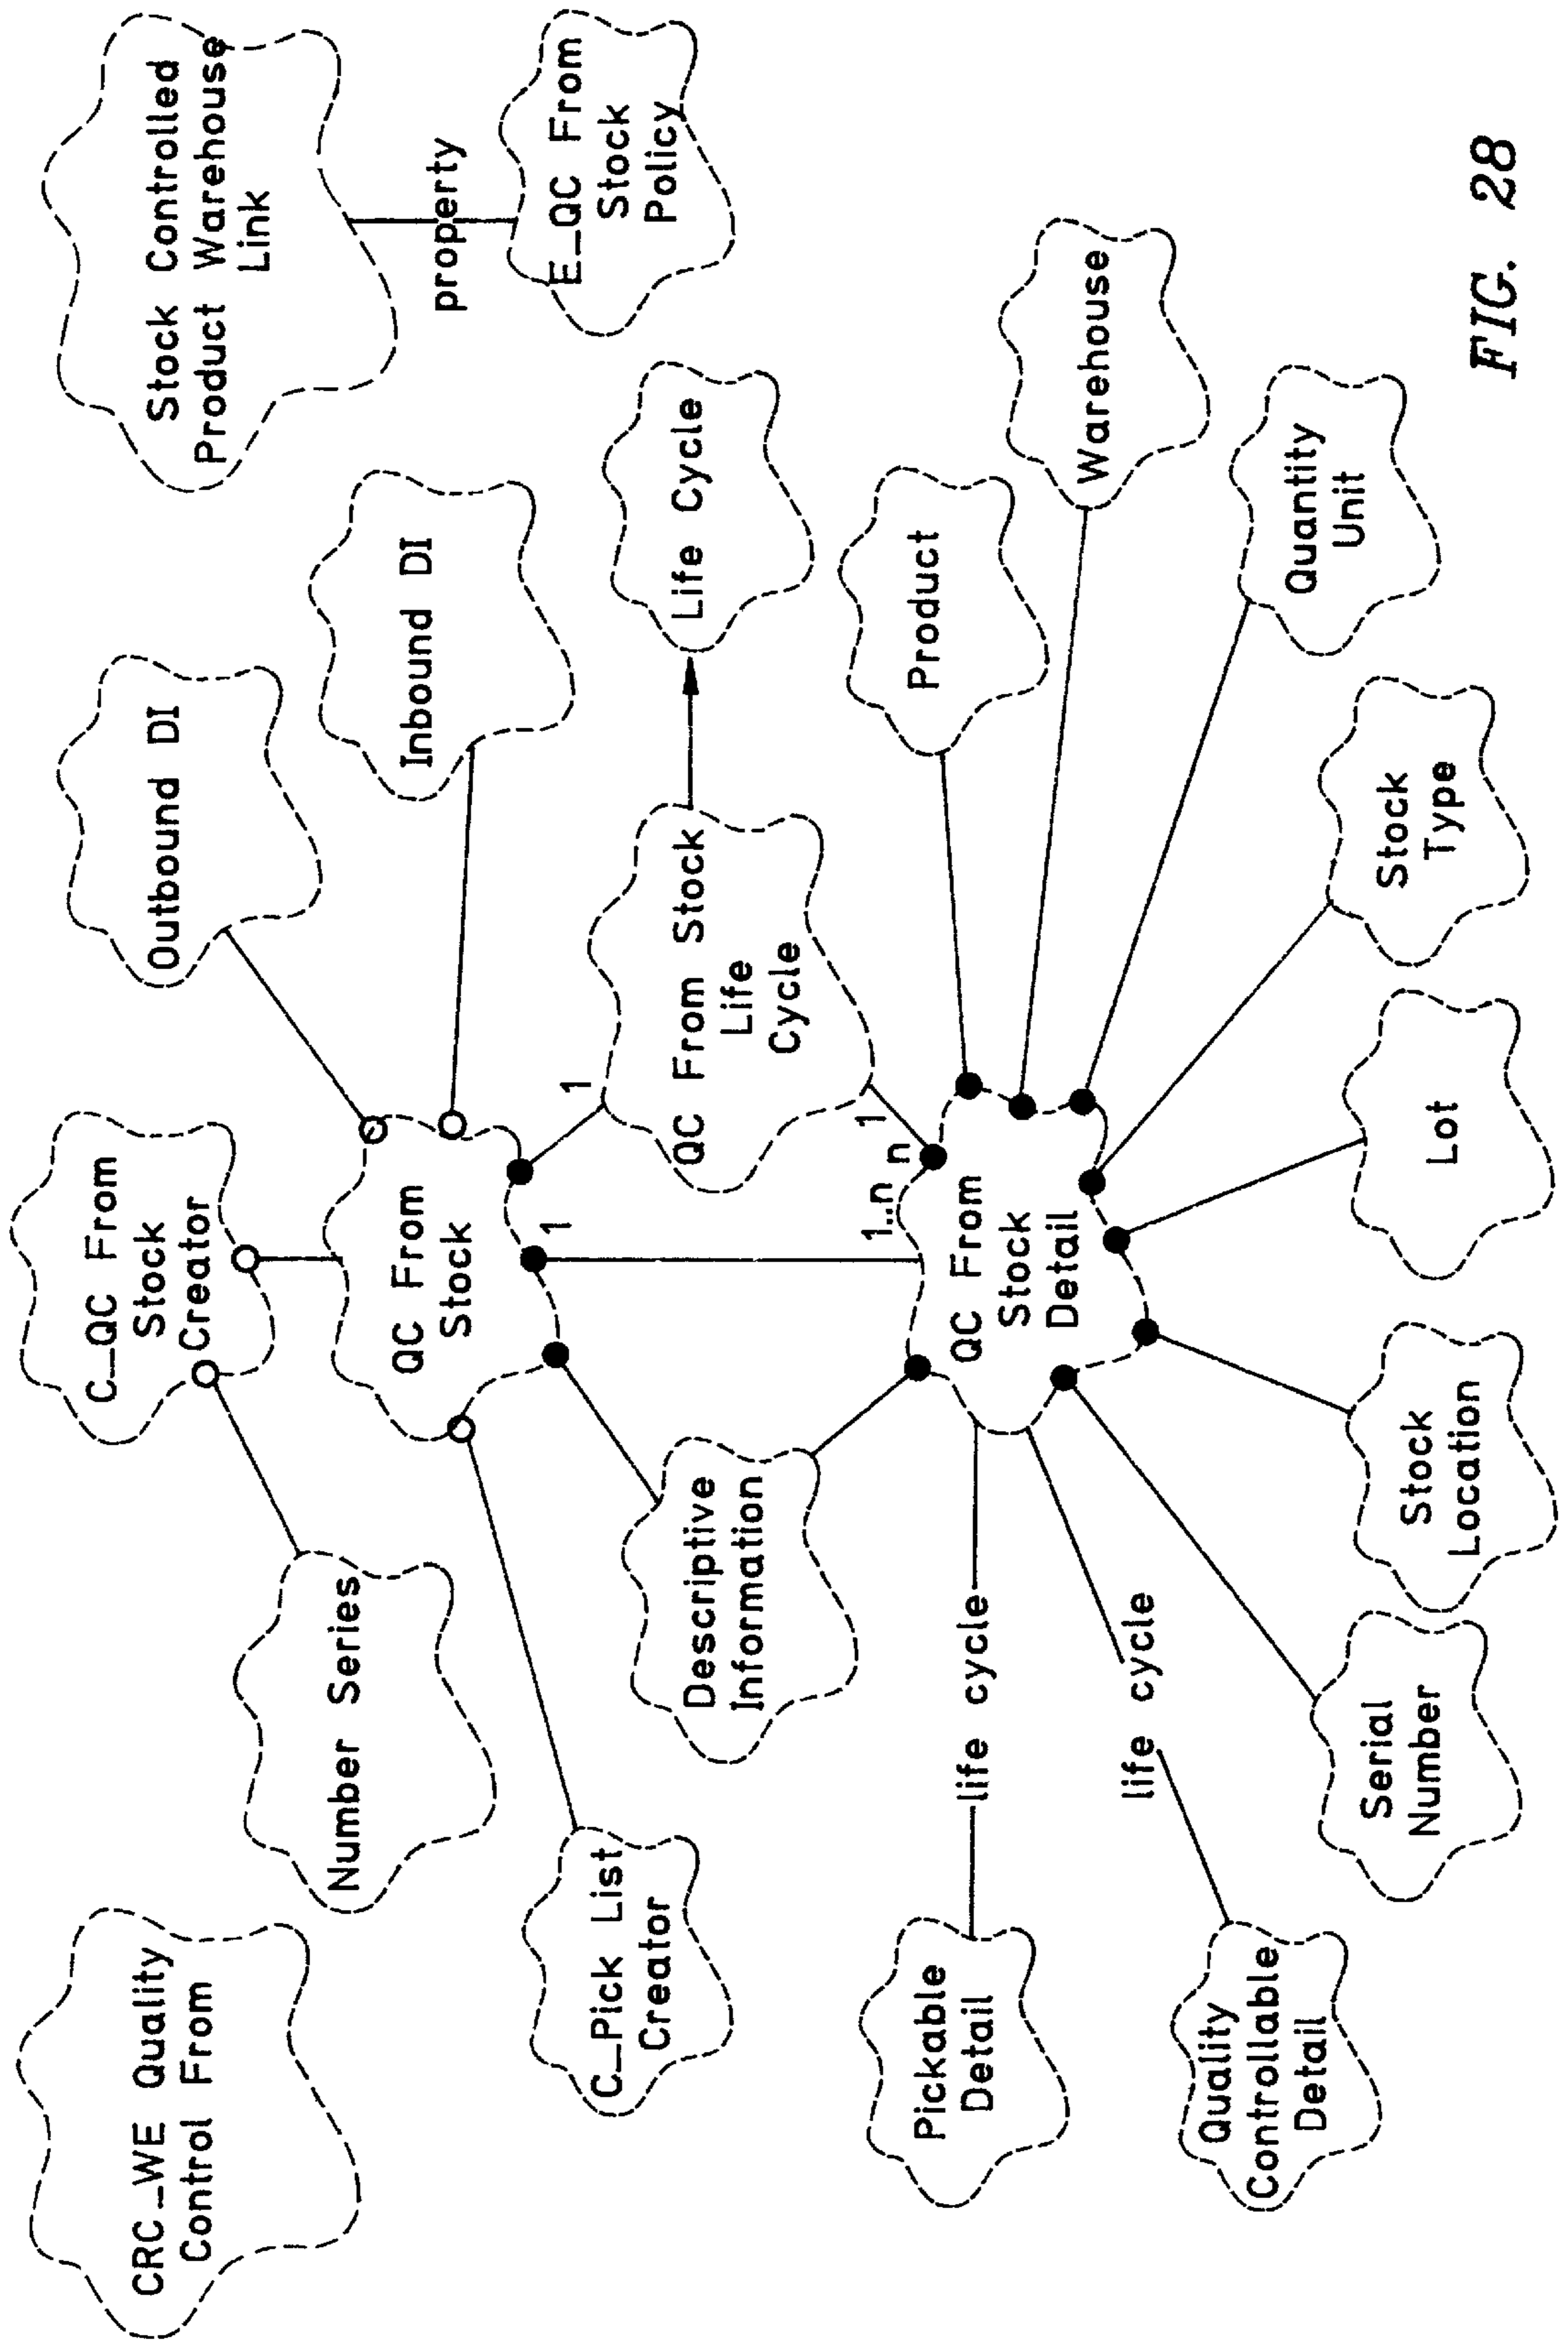 CRC_WE Quality
Control From
Number Series
C_QC From
Stock
Creator
Outbound DI
Stock Controlled
Product Warehouse
Link
property
E_QC From
Stock
Policy
Inbound DI
C_Pick List
Creator
QC From
Stock
1
1
Descriptive
Information
QC From Stock
Life
Cycle
Life Cycle
1..n
n
1
Pickable
Detail
life cycle
QC From
Stock
Detail
Product
Warehouse
Quality
Controllable
Detail
life cycle
Serial
Number
Stock
Location
Lot
Stock
Type
Quantity
Unit
FIG. 28